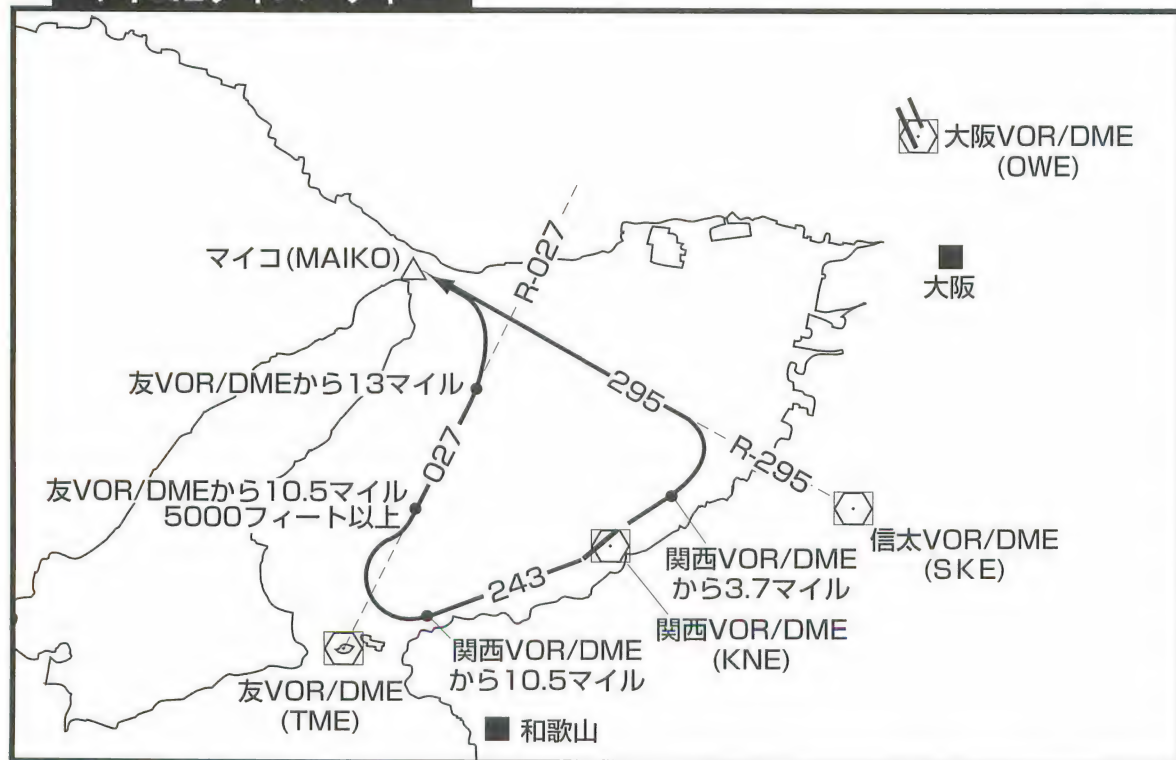 大阪VOR/DME
(OWE)
マイコ(MAIKO)
R-027
大阪
友VOR/DMEから13マイル
295
027
R-295
友VOR/DMEから10.5マイル
5000フィート以上
信太VOR/DME
(SKE)
関西VOR/DME
から3.7マイル
243
関西VOR/DME
(KNE)
関西VOR/DME
から10.5マイル
友VOR/DME
(TME)
和歌山